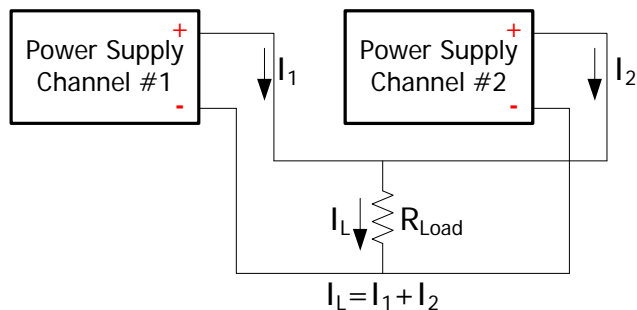 Power Supply
Channel #1
+
-
I1
Power Supply
Channel #2
+
-
I2
IL
RLoad
IL=I1+I2